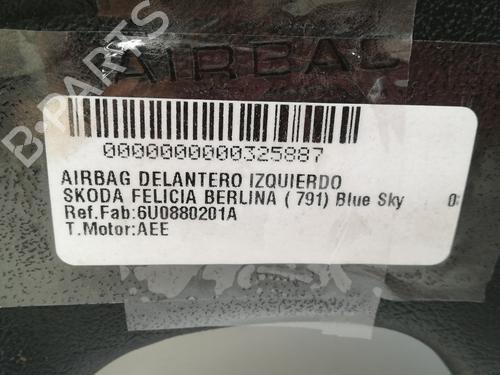 AIRBAG
0000000000325887
AIRBAG DELANTERO IZQUIERDO
SKODA FELICIA BERLINA ( 791) Blue Sky
Ref.Fab:6U0880201A
T.Motor:AEE
B-PARTS